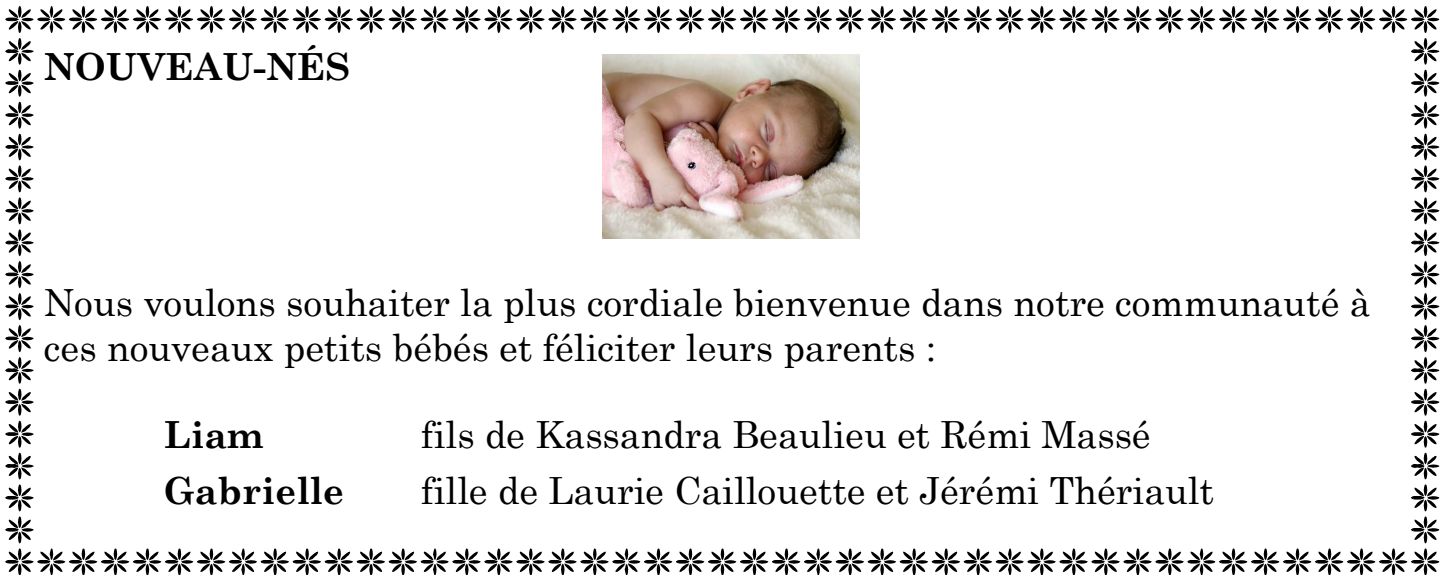 NOUVEAU-NÉS
Nous voulons souhaiter la plus cordiale bienvenue dans notre communauté à
ces nouveaux petits bébés et féliciter leurs parents :
Liam fils de Kassandra Beaulieu et Rémi Massé
Gabrielle fille de Laurie Caillouette et Jérémi Thériault